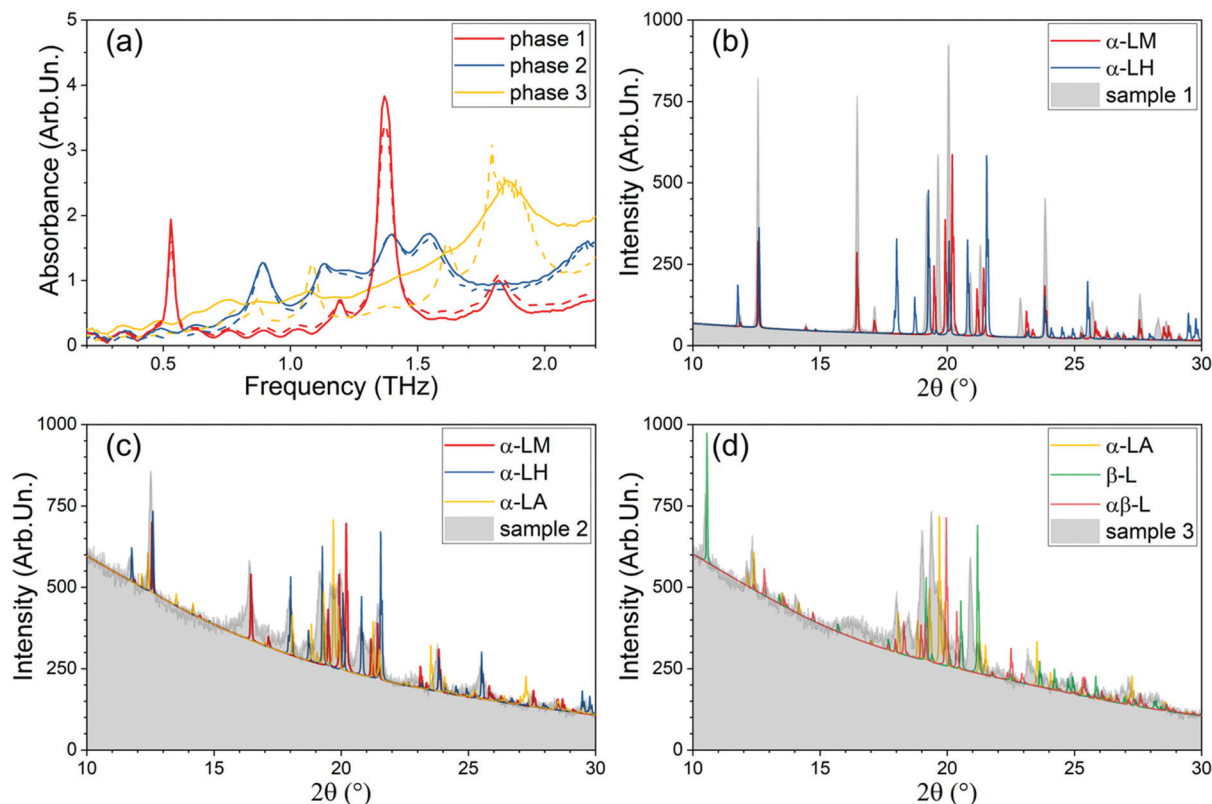 (a)
phase 1
phase 2
phase 3
Absorbance (Arb.Un.)
5
4
3
2
1
0
0.5
1.0
1.5
2.0
Frequency (THz)
(b)
α-LM
α-LH
sample 1
Intensity (Arb.Un.)
1000
750
500
250
0
10
15
20
25
30
2θ (°)
(c)
α-LM
α-LH
α-LA
sample 2
Intensity (Arb.Un.)
1000
750
500
250
0
10
15
20
25
30
2θ (°)
(d)
α-LA
β-L
αβ-L
sample 3
Intensity (Arb.Un.)
1000
750
500
250
0
10
15
20
25
30
2θ (°)